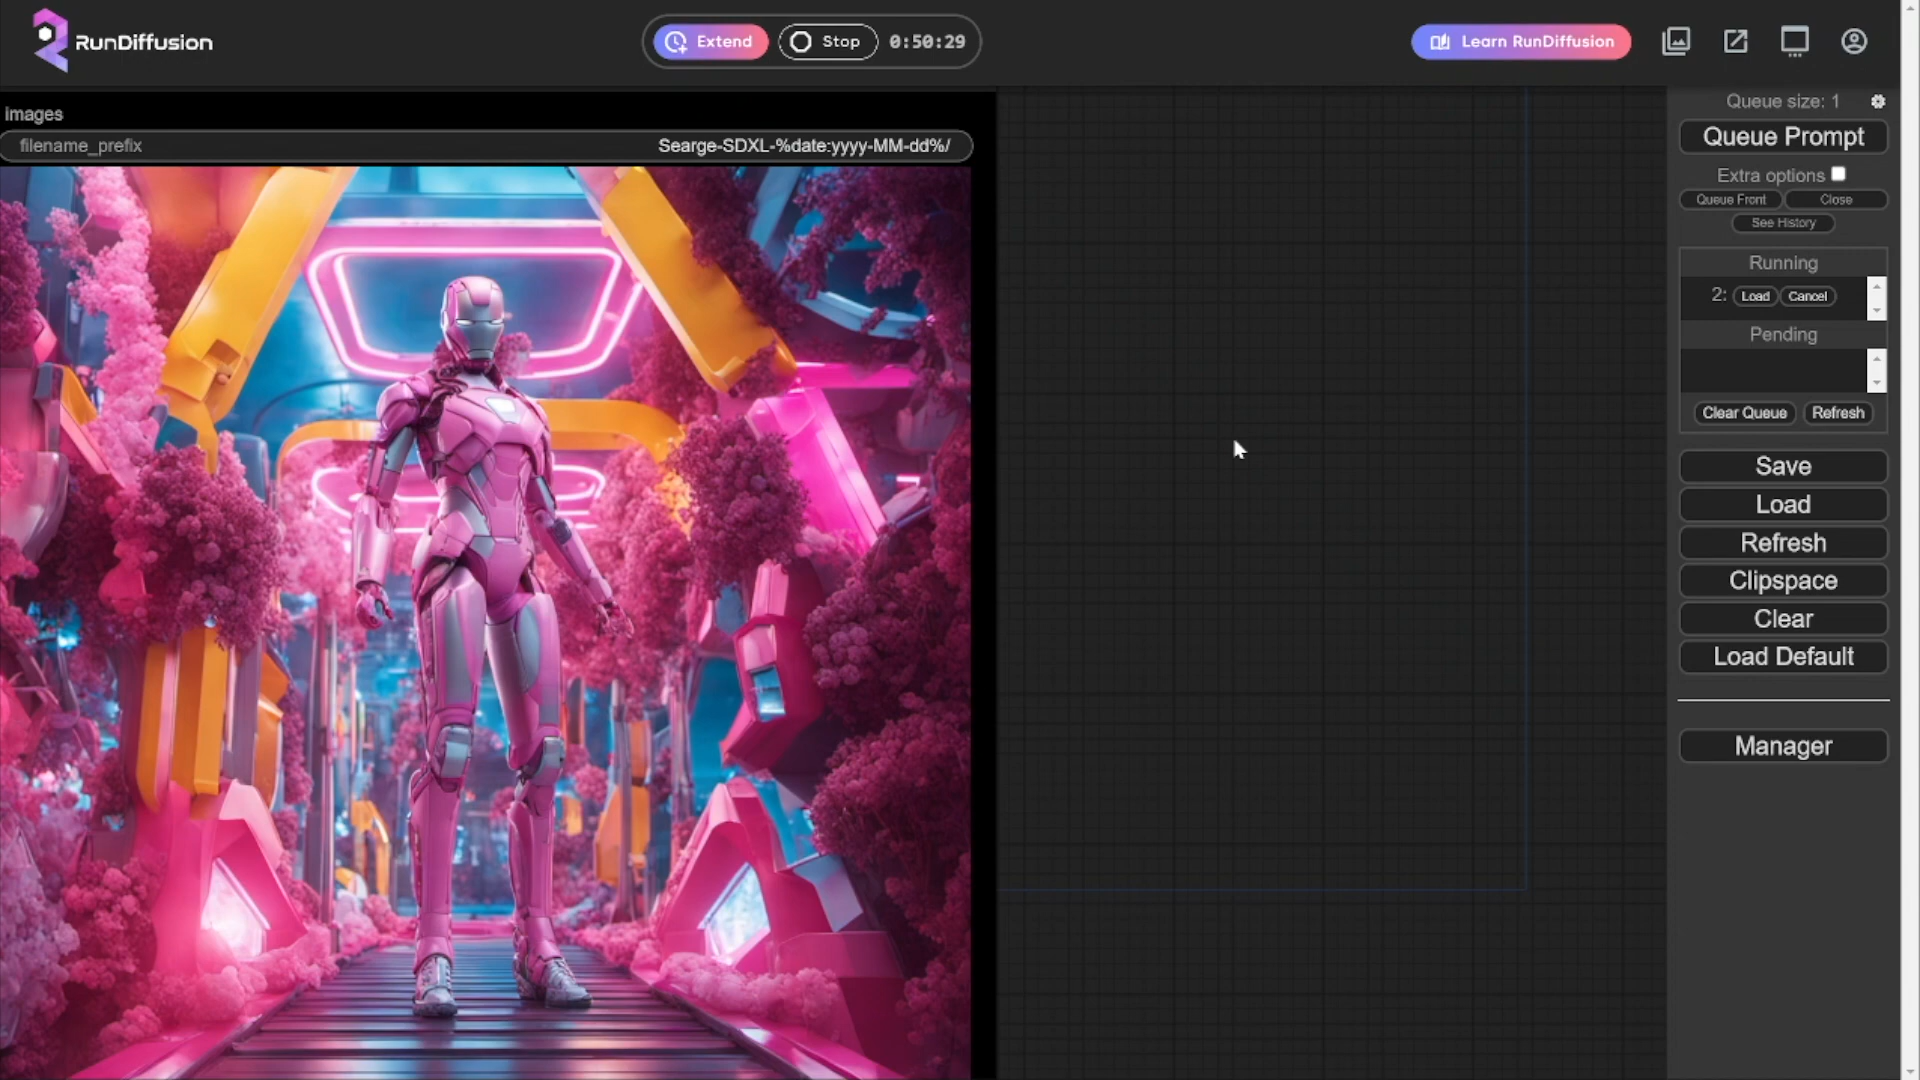 RunDiffusion
Extend
Stop
0:50:29
Learn RunDiffusion
images
filename_prefix
Searge-SDXL-%date:yyyy-MM-dd%/
Queue size: 1
Queue Prompt
Extra options
Queue Front
Close
See History
Running
2: Load Cancel
Pending
Clear Queue
Refresh
Save
Load
Refresh
Clipspace
Clear
Load Default
Manager